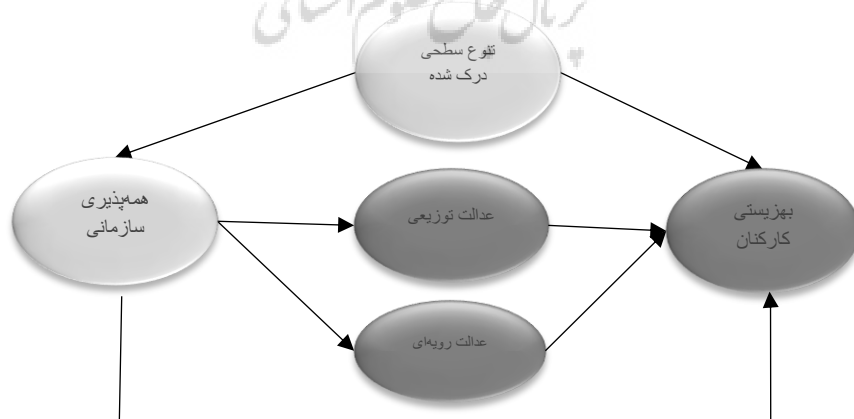 تنوع سطحی
درک شده
همه‌پذیری
سازمانی
عدالت توزیعی
بهزیستی
کارکنان
عدالت رویه‌ای